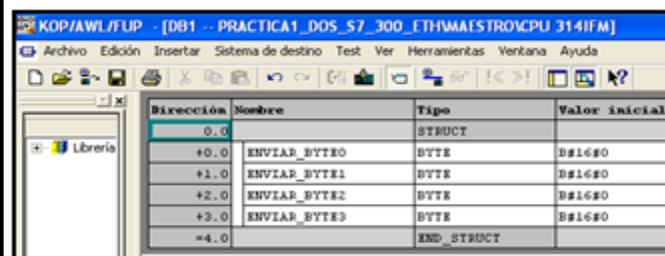 KOP/AWL/FUP - [DB1 -- PRACTICA1_DOS_S7_300_ETH\MAESTRO\CPU 314IFM]
Archivo Edición Insertar Sistema de destino Test Ver Herramientas Ventana Ayuda
Librería
Dirección Nombre Tipo Valor inicial
0.0 STRUCT
+0.0 ENVIAR_BYTE0 BYTE B#16#0
+1.0 ENVIAR_BYTE1 BYTE B#16#0
+2.0 ENVIAR_BYTE2 BYTE B#16#0
+3.0 ENVIAR_BYTE3 BYTE B#16#0
=4.0 END_STRUCT